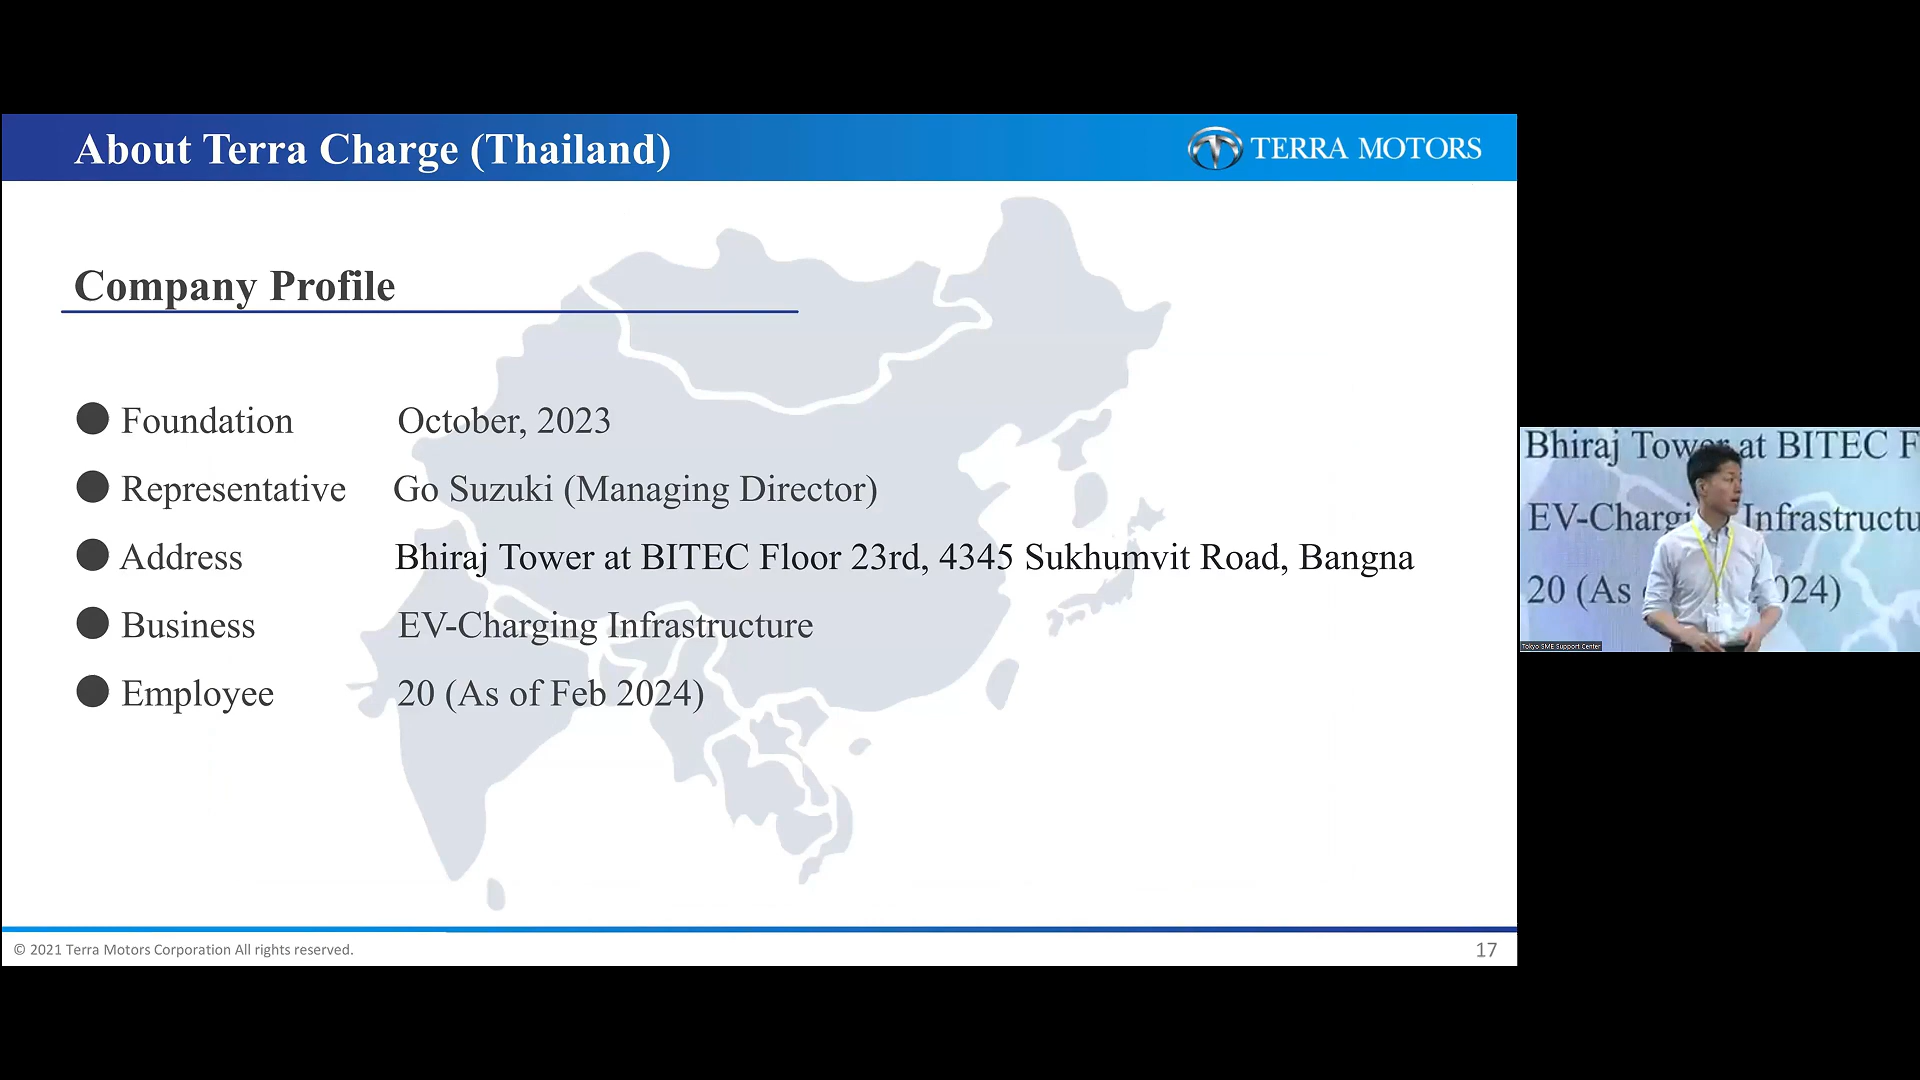 About Terra Charge (Thailand)
TERRA MOTORS
Company Profile
Foundation October, 2023
Representative Go Suzuki (Managing Director)
Address Bhiraj Tower at BITEC Floor 23rd, 4345 Sukhumvit Road, Bangna
Business EV-Charging Infrastructure
Employee 20 (As of Feb 2024)
© 2021 Terra Motors Corporation All rights reserved.
17
Bhiraj Tower at BITEC F
EV-Chargi Infrastructu
20 (As 024)
Tokyo SME Support Center